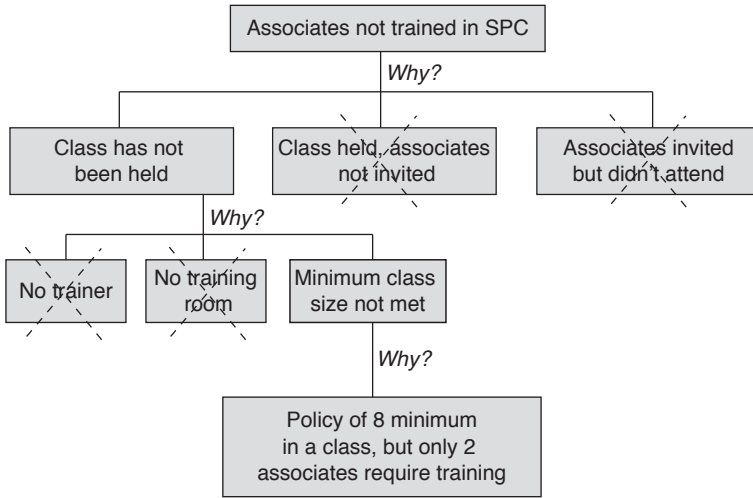 Associates not trained in SPC
Why?
Class has not
been held
Class held, associates
not invited
Associates invited
but didn't attend
Why?
No trainer
No training
room
Minimum class
size not met
Why?
Policy of 8 minimum
in a class, but only 2
associates require training